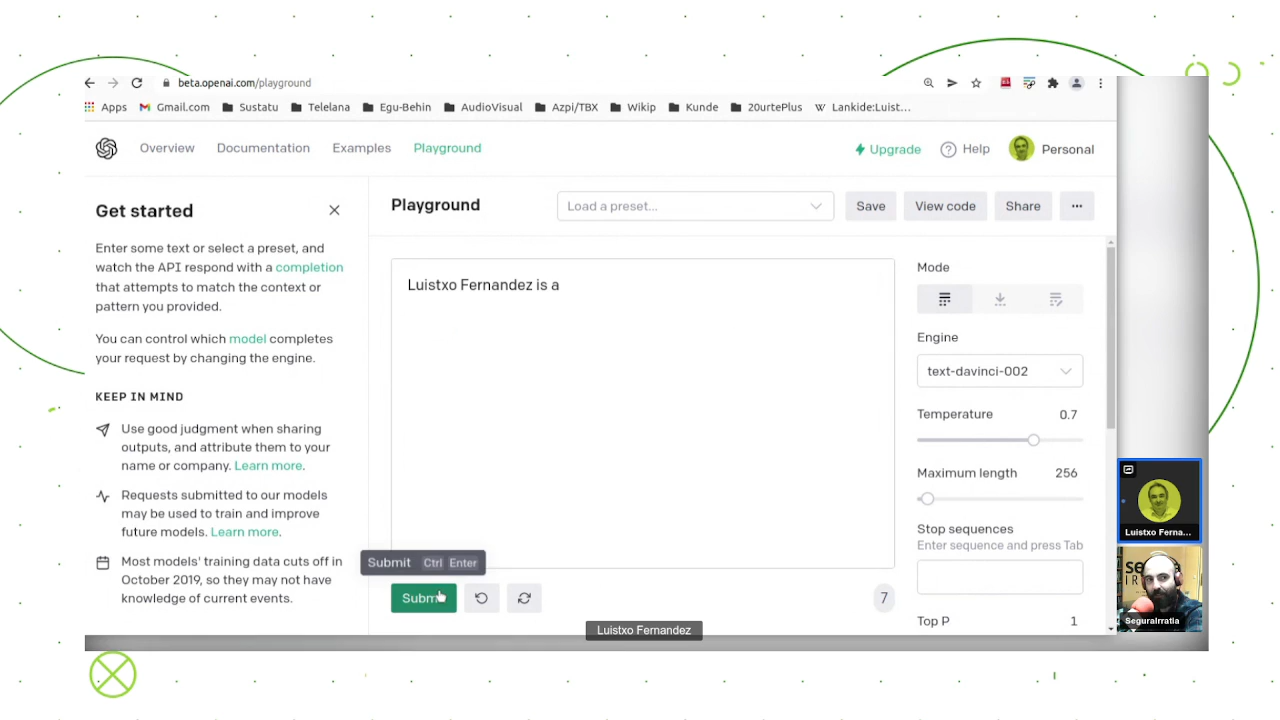 beta.openai.com/playground
Apps Gmail.com Sustatu Telelana Egu-Behin AudioVisual Azpi/TBX Wikip Kunde 20urtePlus W Lankide:Luist...
Overview Documentation Examples Playground Upgrade Help Personal
Get started
Enter some text or select a preset, and
watch the API respond with a completion
that attempts to match the context or
pattern you provided.
You can control which model completes
your request by changing the engine.
KEEP IN MIND
Use good judgment when sharing
outputs, and attribute them to your
name or company. Learn more.
Requests submitted to our models
may be used to train and improve
future models. Learn more.
Most models' training data cuts off in
October 2019, so they may not have
knowledge of current events.
Playground Load a preset... Save View code Share ...
Luistxo Fernandez is a
Submit Ctrl Enter
7
Mode
Engine
text-davinci-002
Temperature 0.7
Maximum length 256
Stop sequences
Enter sequence and press Tab
Top P 1
Luistxo Ferna...
SeguraIrratia
Luistxo Fernandez